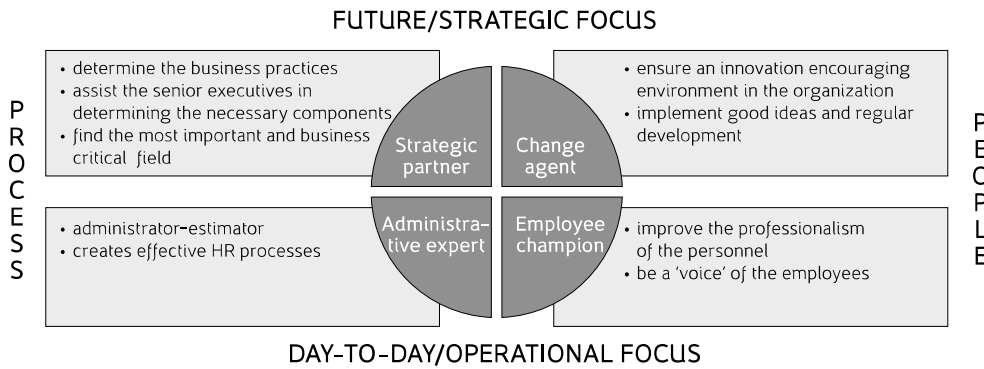 FUTURE/STRATEGIC FOCUS
PROCESS
• determine the business practices
• assist the senior executives in
determining the necessary components
• find the most important and business
critical field
Strategic
partner
Change
agent
• ensure an innovation encouraging
environment in the organization
• implement good ideas and regular
development
PEOPLE
• administrator-estimator
• creates effective HR processes
Administra-
tive expert
Employee
champion
• improve the professionalism
of the personnel
• be a 'voice' of the employees
DAY-TO-DAY/OPERATIONAL FOCUS